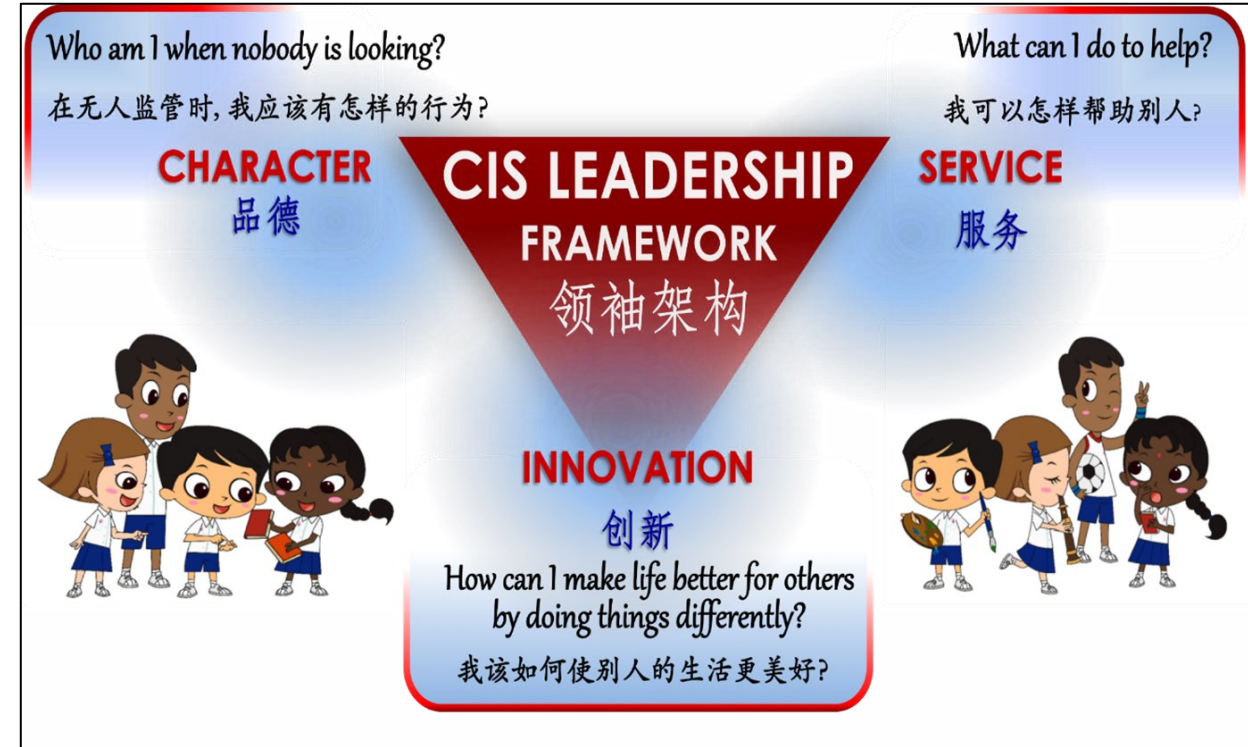 Who am I when nobody is looking?
在无人监管时, 我应该有怎样的行为?
CHARACTER
品德
CIS LEADERSHIP
FRAMEWORK
领袖架构
What can I do to help?
我可以怎样帮助别人?
SERVICE
服务
INNOVATION
创新
How can I make life better for others
by doing things differently?
我该如何使别人的生活更美好?